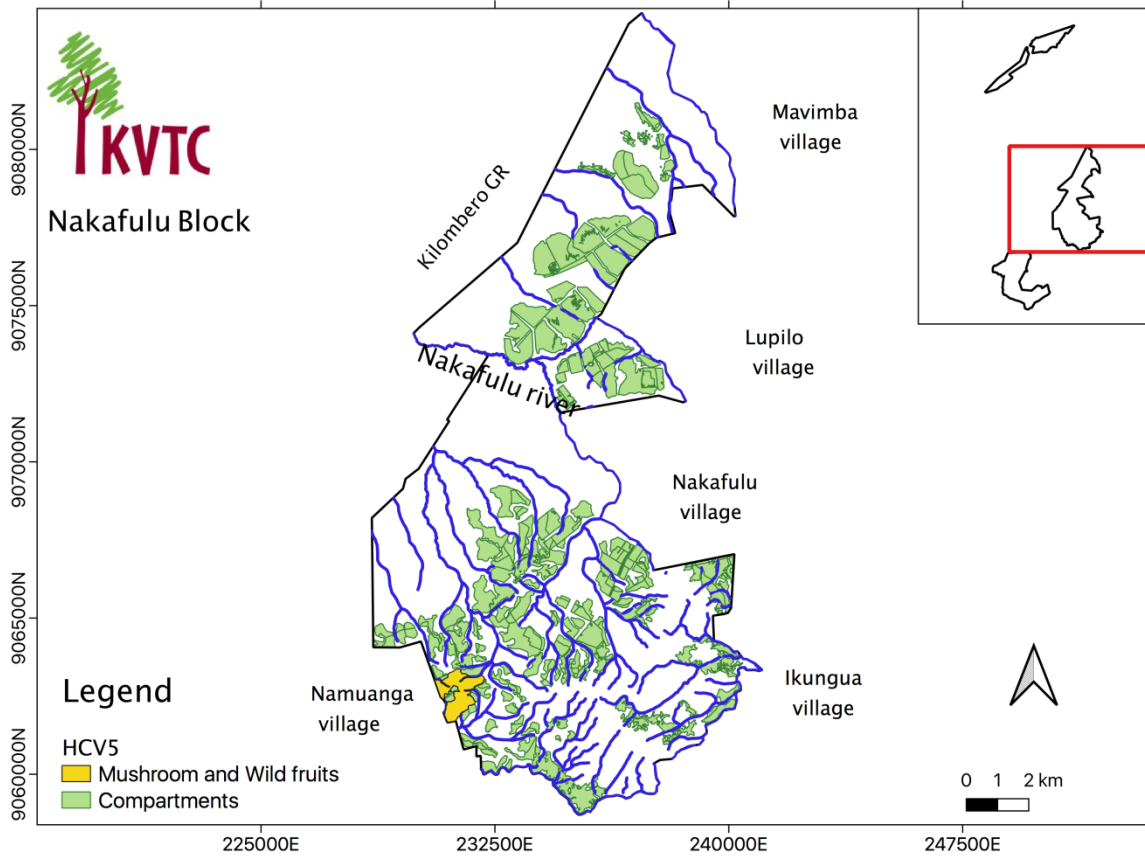 KVTC
Nakafulu Block
Kilombero GR
Mavimba
village
Lupilo
village
Nakafulu river
Nakafulu
village
Ikungua
village
Namuanga
village
Legend
HCV5
Mushroom and Wild fruits
Compartments
0 1 2 km
9080000N
9075000N
9070000N
9065000N
9060000N
225000E
232500E
240000E
247500E